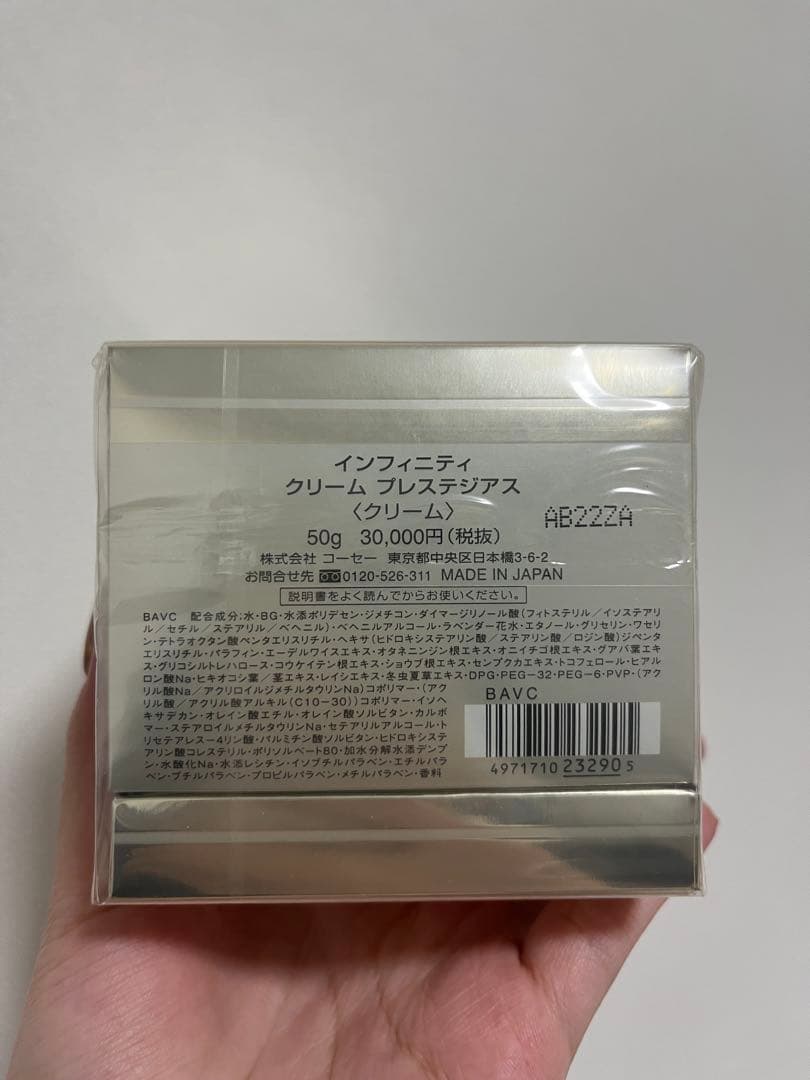 インフィニティ
クリーム プレステジアス
〈クリーム〉
AB22ZA
50g 30,000円(税抜)
株式会社 コーセー 東京都中央区日本橋3-6-2
お問合せ先 0120-526-311 MADE IN JAPAN
説明書をよく読んでからお使いください。
BAVC 配合成分;水・BG・水添ポリデセン・ジメチコン・ダイマージリノール酸(フィトステリル/イソステアリ
ル/セチル/ステアリル/ベヘニル)・ベヘニルアルコール・ラベンダー花水・エタノール・グリセリン・ワセリ
ン・テトラオクタン酸ペンタエリスリチル・ヘキサ(ヒドロキシステアリン酸/ステアリン酸/ロジン酸)ジペンタ
エリスリチル・パラフィン・エーデルワイスエキス・オタネニンジン根エキス・オニイチゴ根エキス・グアバ葉エキ
ス・グリコシルトレハロース・コウケイテン根エキス・ショウブ根エキス・センプクカエキス・トコフェロール・ヒアル
ロン酸Na・ヒキオコシ葉/茎エキス・レイシエキス・冬虫夏草エキス・DPG・PEG-32・PEG-6・PVP・(アク
リル酸Na/アクリロイルジメチルタウリンNa)コポリマー・(アク
リル酸/アクリル酸アルキル(C10-30))コポリマー・イソヘ
キサデカン・オレイン酸エチル・オレイン酸ソルビタン・カルボ
マー・ステアロイルメチルタウリンNa・セテアリルアルコール・ト
リセテアレス-4リン酸・パルミチン酸ソルビタン・ヒドロキシステ
アリン酸コレステリル・ポリソルベート80・加水分解水添デンプ
ン・水酸化Na・水添レシチン・イソブチルパラベン・エチルパラ
ベン・ブチルパラベン・プロピルパラベン・メチルパラベン・香料
BAVC
4971710 23290 5